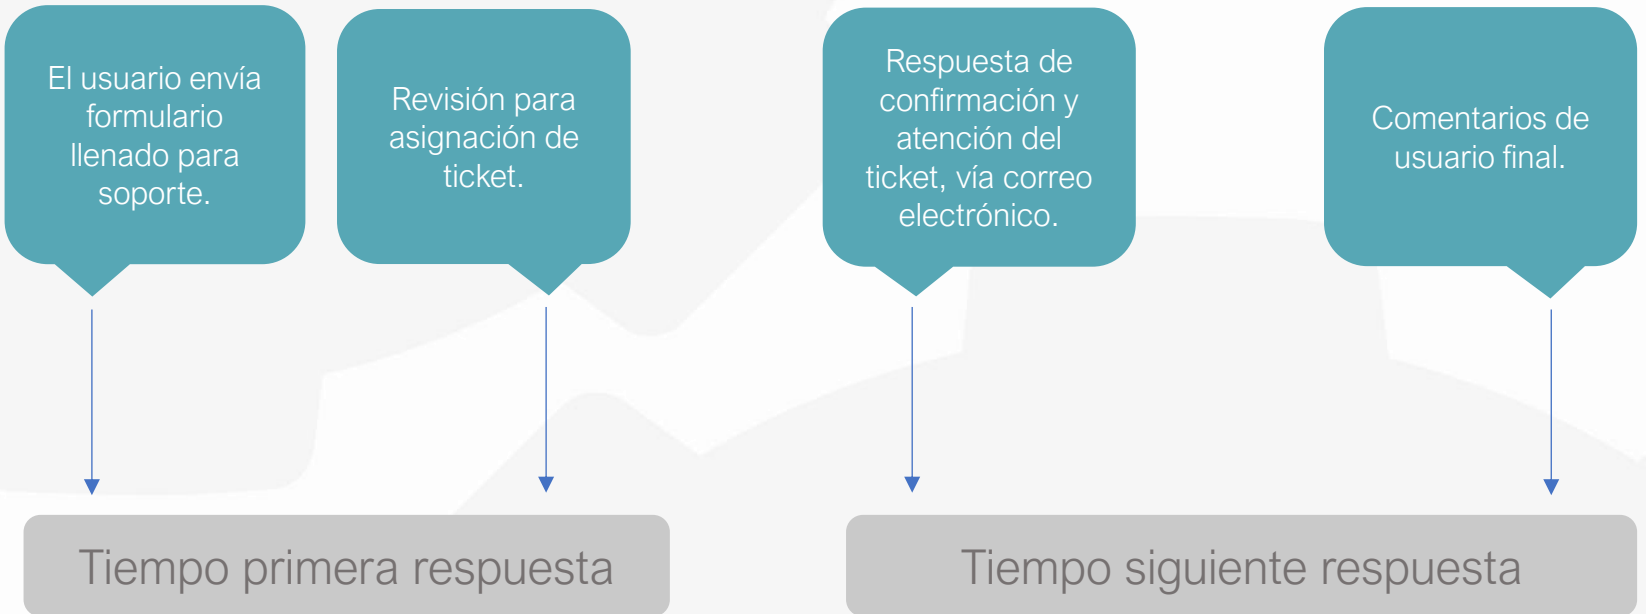 El usuario envía
formulario
llenado para
soporte.
Revisión para
asignación de
ticket.
Respuesta de
confirmación y
atención del
ticket, vía correo
electrónico.
Comentarios de
usuario final.
Tiempo primera respuesta
Tiempo siguiente respuesta